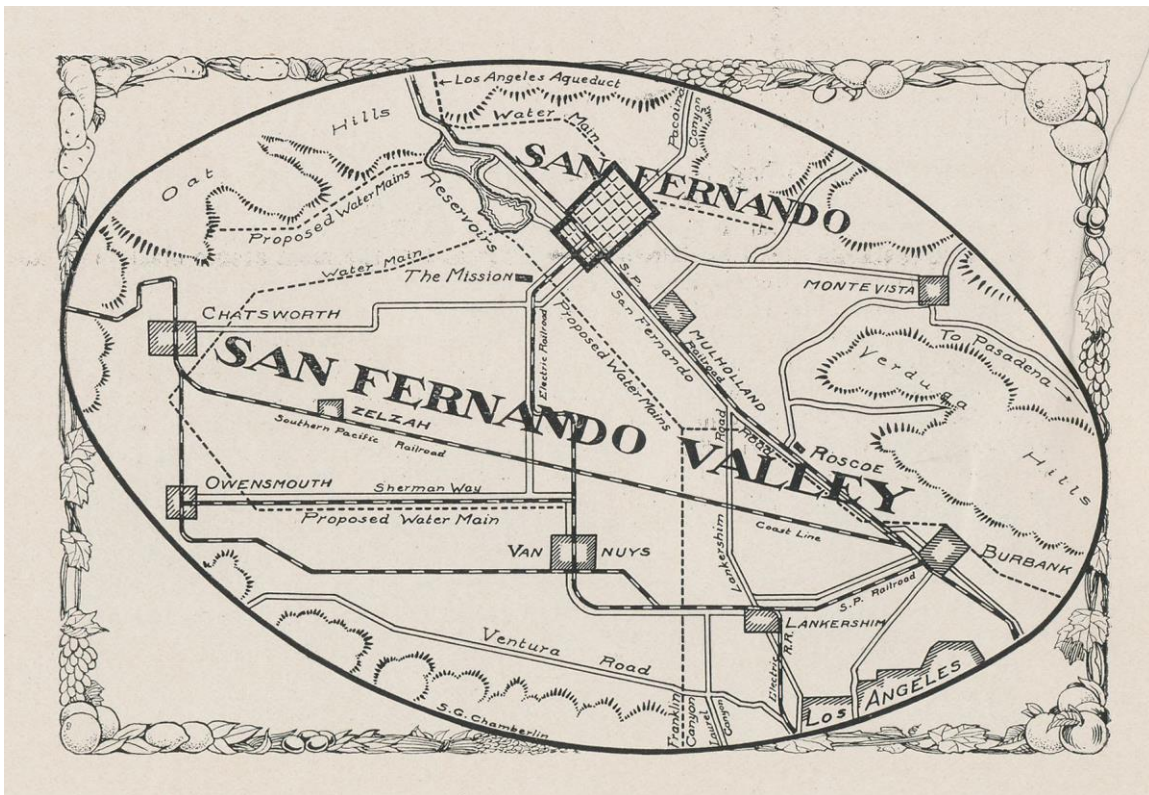 ←Los Angeles Aqueduct
Water Main
Pacoima
Canyon
Oat Hills
SAN FERNANDO
Proposed Water Mains
Reservoirs
Water Main
The Mission
S.P.
San Fernando
Railroad
MONTE VISTA
To Pasadena →
CHATSWORTH
Electric Railroad
Proposed Water Mains
MULHOLLAND
Verdugo
Hills
SAN FERNANDO VALLEY
ZELZAH
Southern Pacific Railroad
Road
Road
ROSCOE
OWENSMOUTH
Sherman Way
Proposed Water Main
Coast Line
VAN NUYS
Lankershim
BURBANK
S.P. Railroad
LANKERSHIM
Ventura Road
Electric
R.R.
LOS ANGELES
Franklin
Canyon
Laurel
Canyon
S.G. Chamberlin